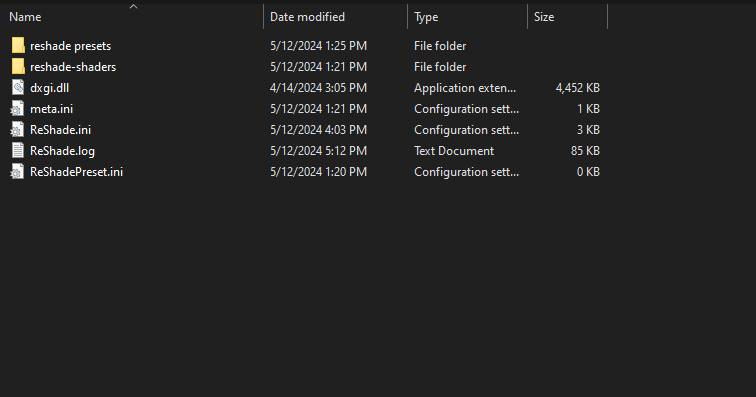 Name Date modified Type Size
reshade presets 5/12/2024 1:25 PM File folder
reshade-shaders 5/12/2024 1:21 PM File folder
dxgi.dll 4/14/2024 3:05 PM Application exten... 4,452 KB
meta.ini 5/12/2024 1:21 PM Configuration sett... 1 KB
ReShade.ini 5/12/2024 4:03 PM Configuration sett... 3 KB
ReShade.log 5/12/2024 5:12 PM Text Document 85 KB
ReShadePreset.ini 5/12/2024 1:20 PM Configuration sett... 0 KB